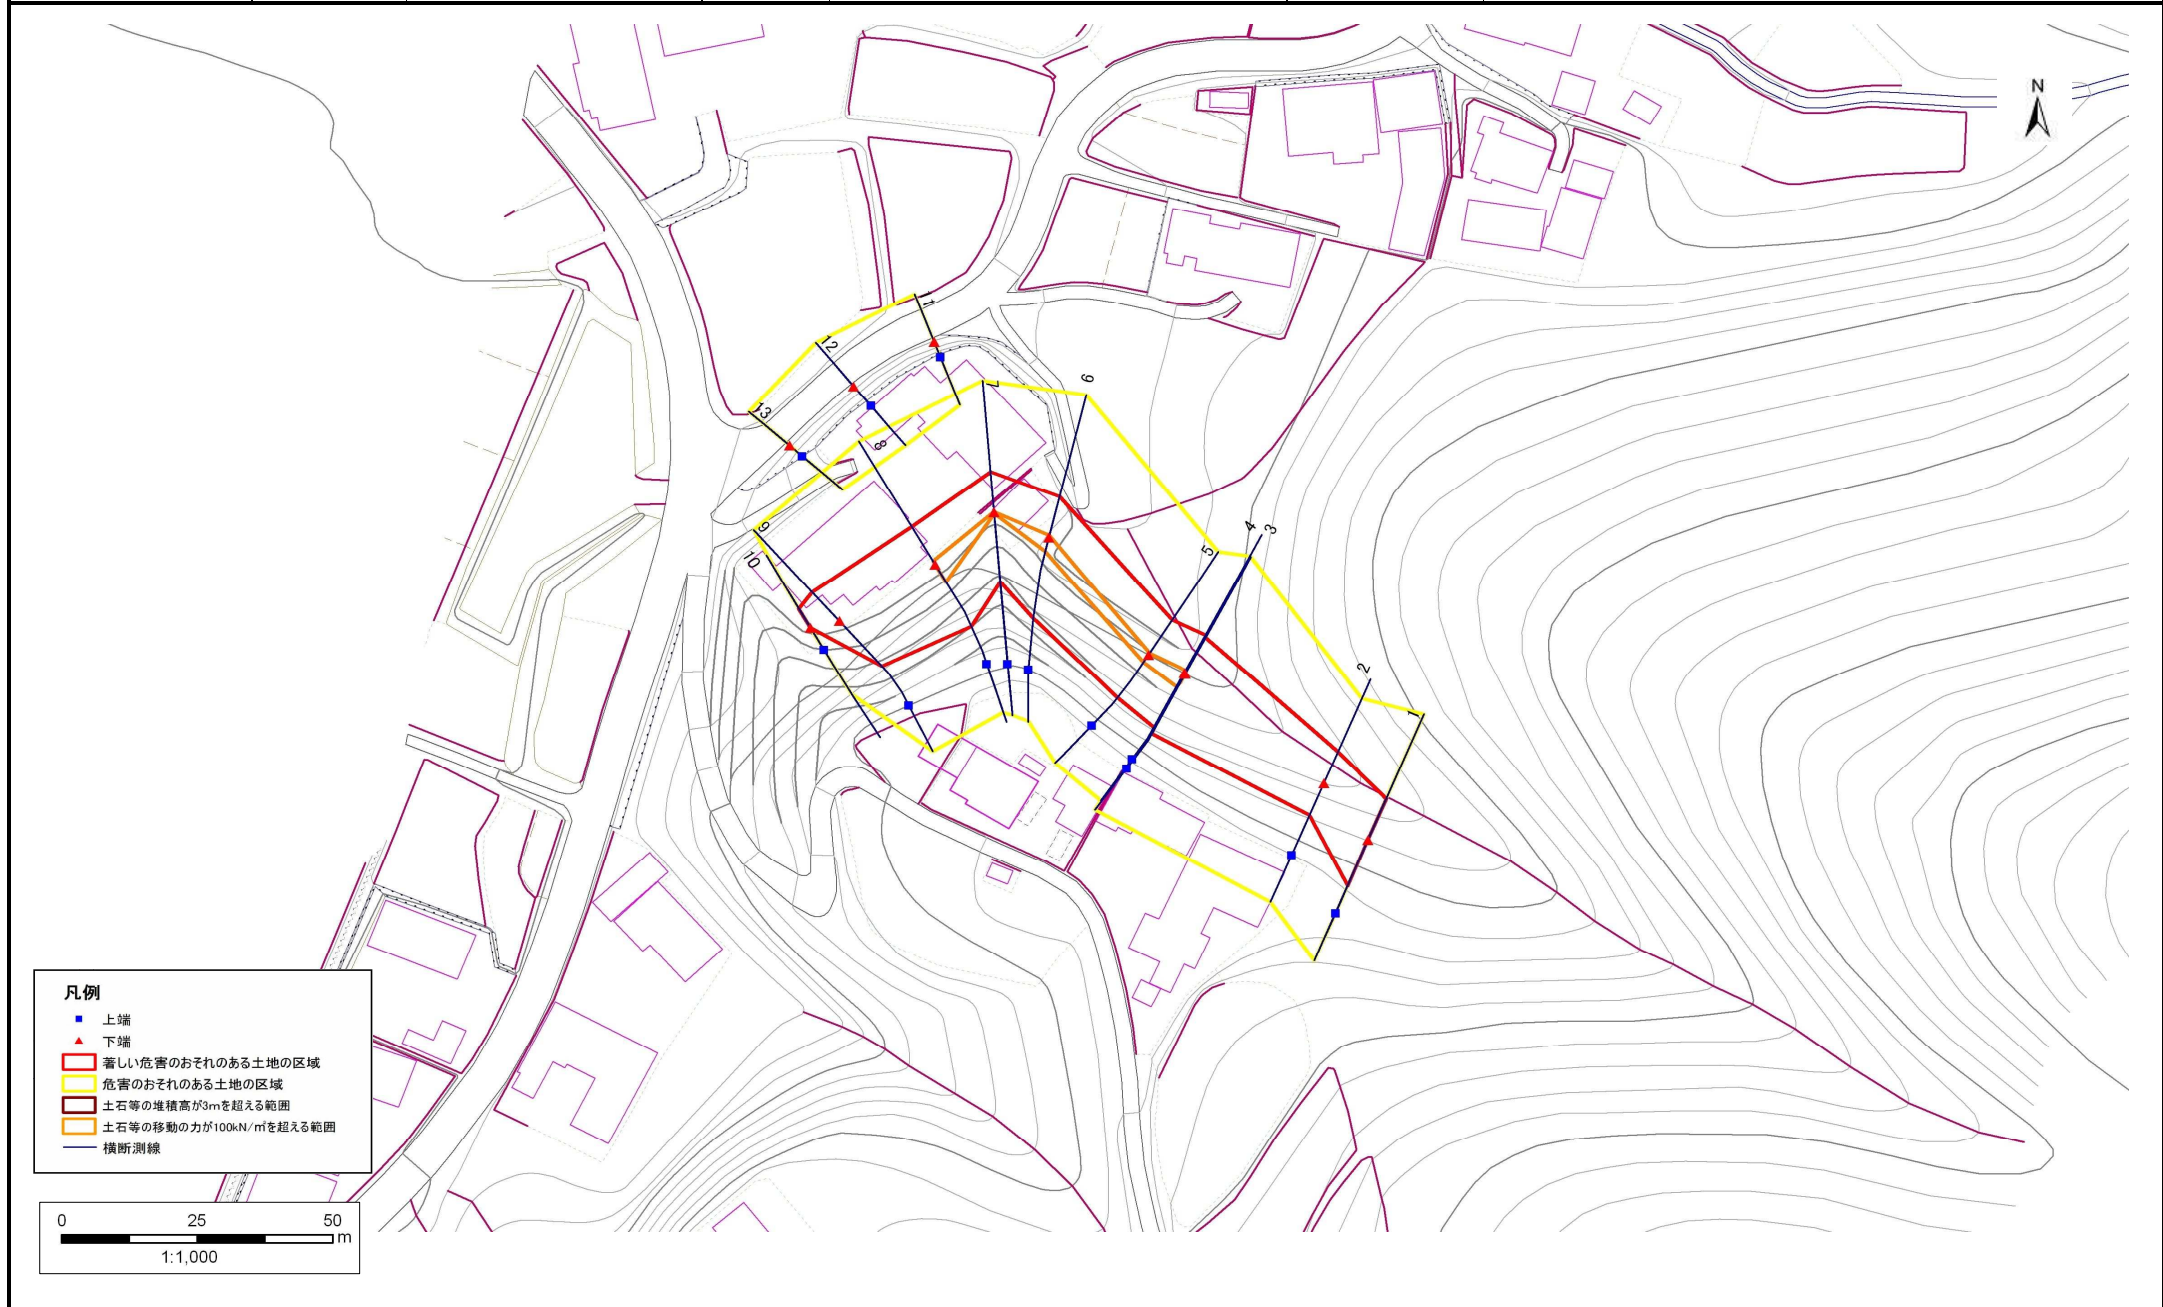 N
11
12
13
7
6
8
9
10
5
4
3
2
1
凡例
上端
下端
著しい危害のおそれのある土地の区域
危害のおそれのある土地の区域
土石等の堆積高が3mを超える範囲
土石等の移動の力が100kN/㎡を超える範囲
横断測線
0 25 50
m
1:1,000